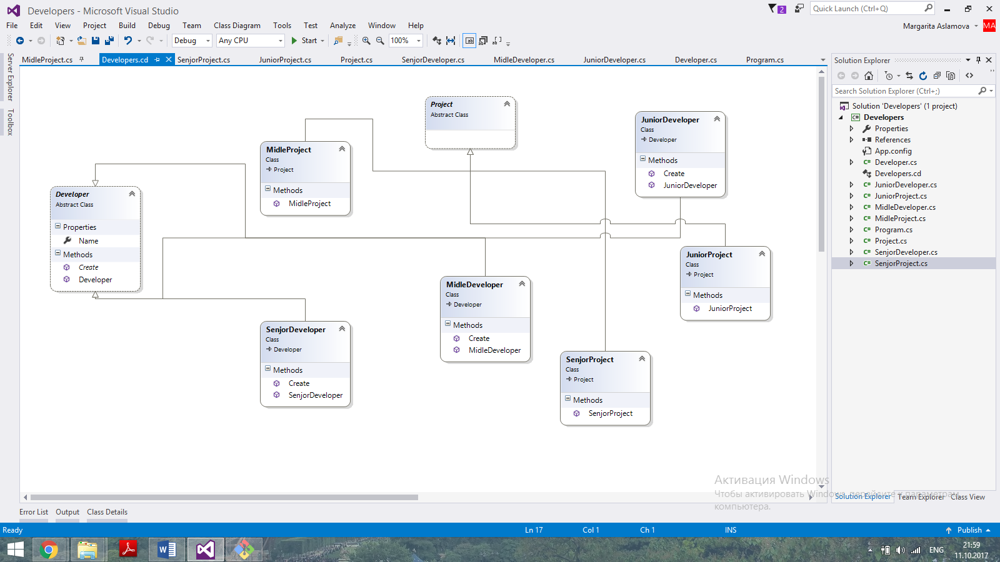 Developers - Microsoft Visual Studio
2
Quick Launch (Ctrl+Q)
File Edit View Project Build Debug Team Class Diagram Tools Test Analyze Window Help
Margarita Aslamova MA
Debug Any CPU Start 100%
Server Explorer
Toolbox
MidleProject.cs Developers.cd SenjorProject.cs JuniorProject.cs Project.cs SenjorDeveloper.cs MidleDeveloper.cs JuniorDeveloper.cs Developer.cs Program.cs
Project
Abstract Class
JuniorDeveloper
Class
Developer
Methods
Create
JuniorDeveloper
MidleProject
Class
Project
Methods
MidleProject
Developer
Abstract Class
Properties
Name
Methods
Create
Developer
JuniorProject
Class
Project
Methods
JuniorProject
MidleDeveloper
Class
Developer
Methods
Create
MidleDeveloper
SenjorDeveloper
Class
Developer
Methods
Create
SenjorDeveloper
SenjorProject
Class
Project
Methods
SenjorProject
Solution Explorer
Search Solution Explorer (Ctrl+;)
Solution 'Developers' (1 project)
C# Developers
Properties
References
App.config
C# Developer.cs
Developers.cd
C# JuniorDeveloper.cs
C# JuniorProject.cs
C# MidleDeveloper.cs
C# MidleProject.cs
C# Program.cs
C# Project.cs
C# SenjorDeveloper.cs
C# SenjorProject.cs
Активация Windows
Чтобы активировать Windows, перейдите к параметрам
компьютера.
Solution Explorer Team Explorer Class View
Error List Output Class Details
Ready Ln 17 Col 1 Ch 1 INS Publish
ENG
21:59
11.10.2017